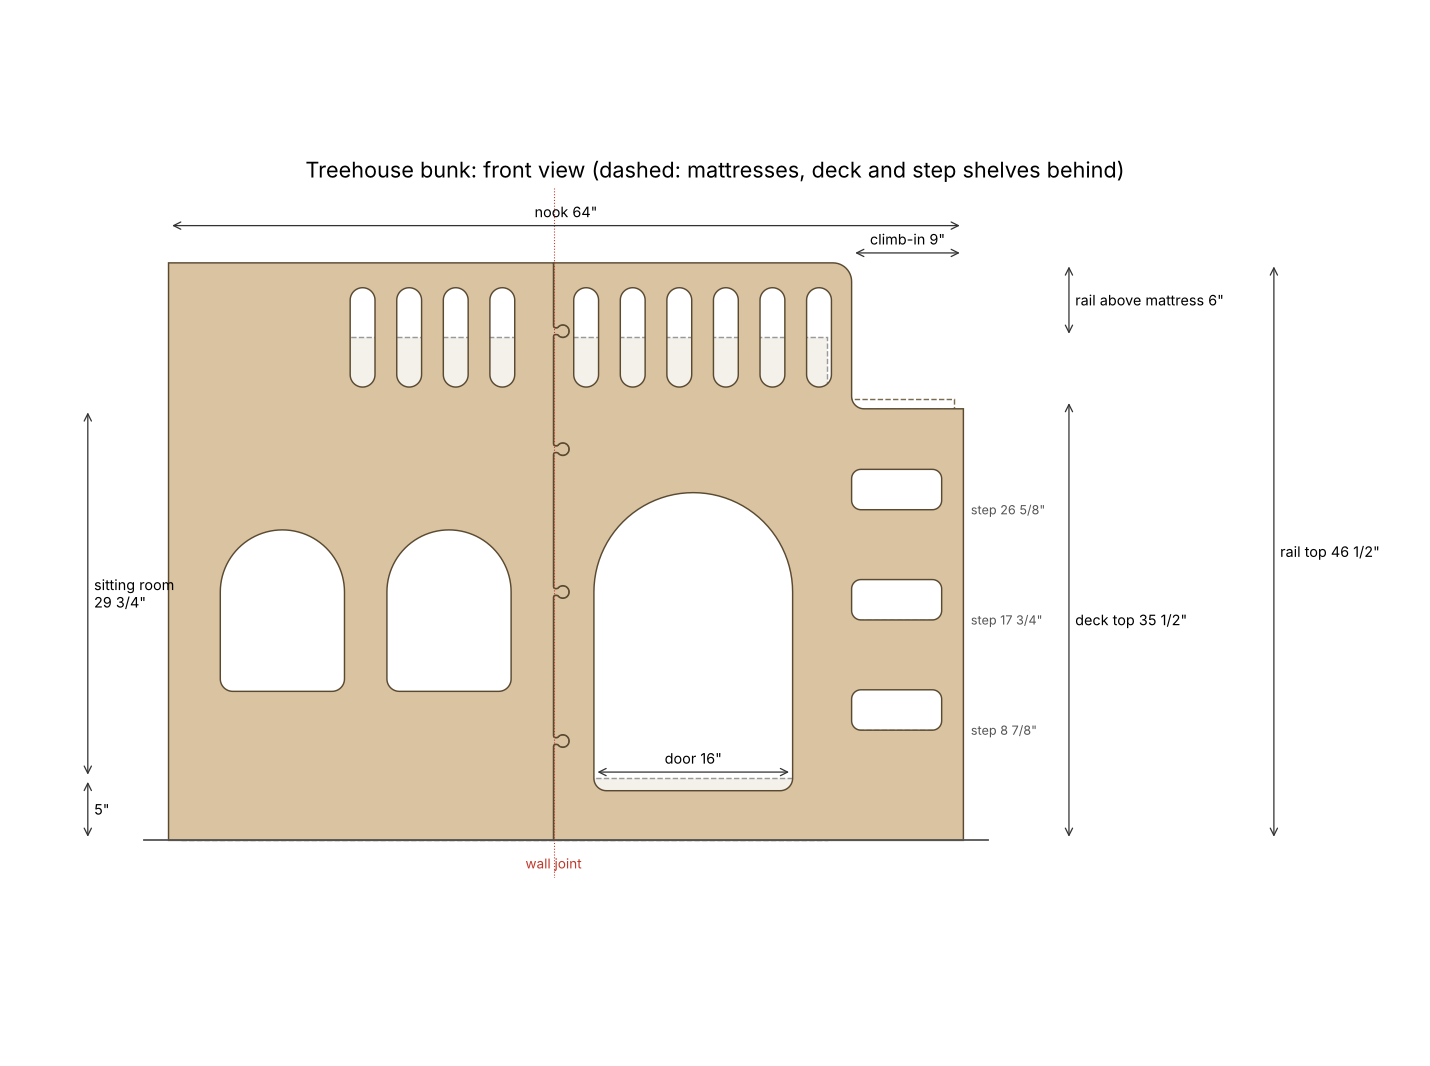 Treehouse bunk: front view (dashed: mattresses, deck and step shelves behind)
nook 64"
climb-in 9"
rail above mattress 6"
step 26 5/8"
rail top 46 1/2"
sitting room
29 3/4"
step 17 3/4"
deck top 35 1/2"
step 8 7/8"
door 16"
5"
wall joint